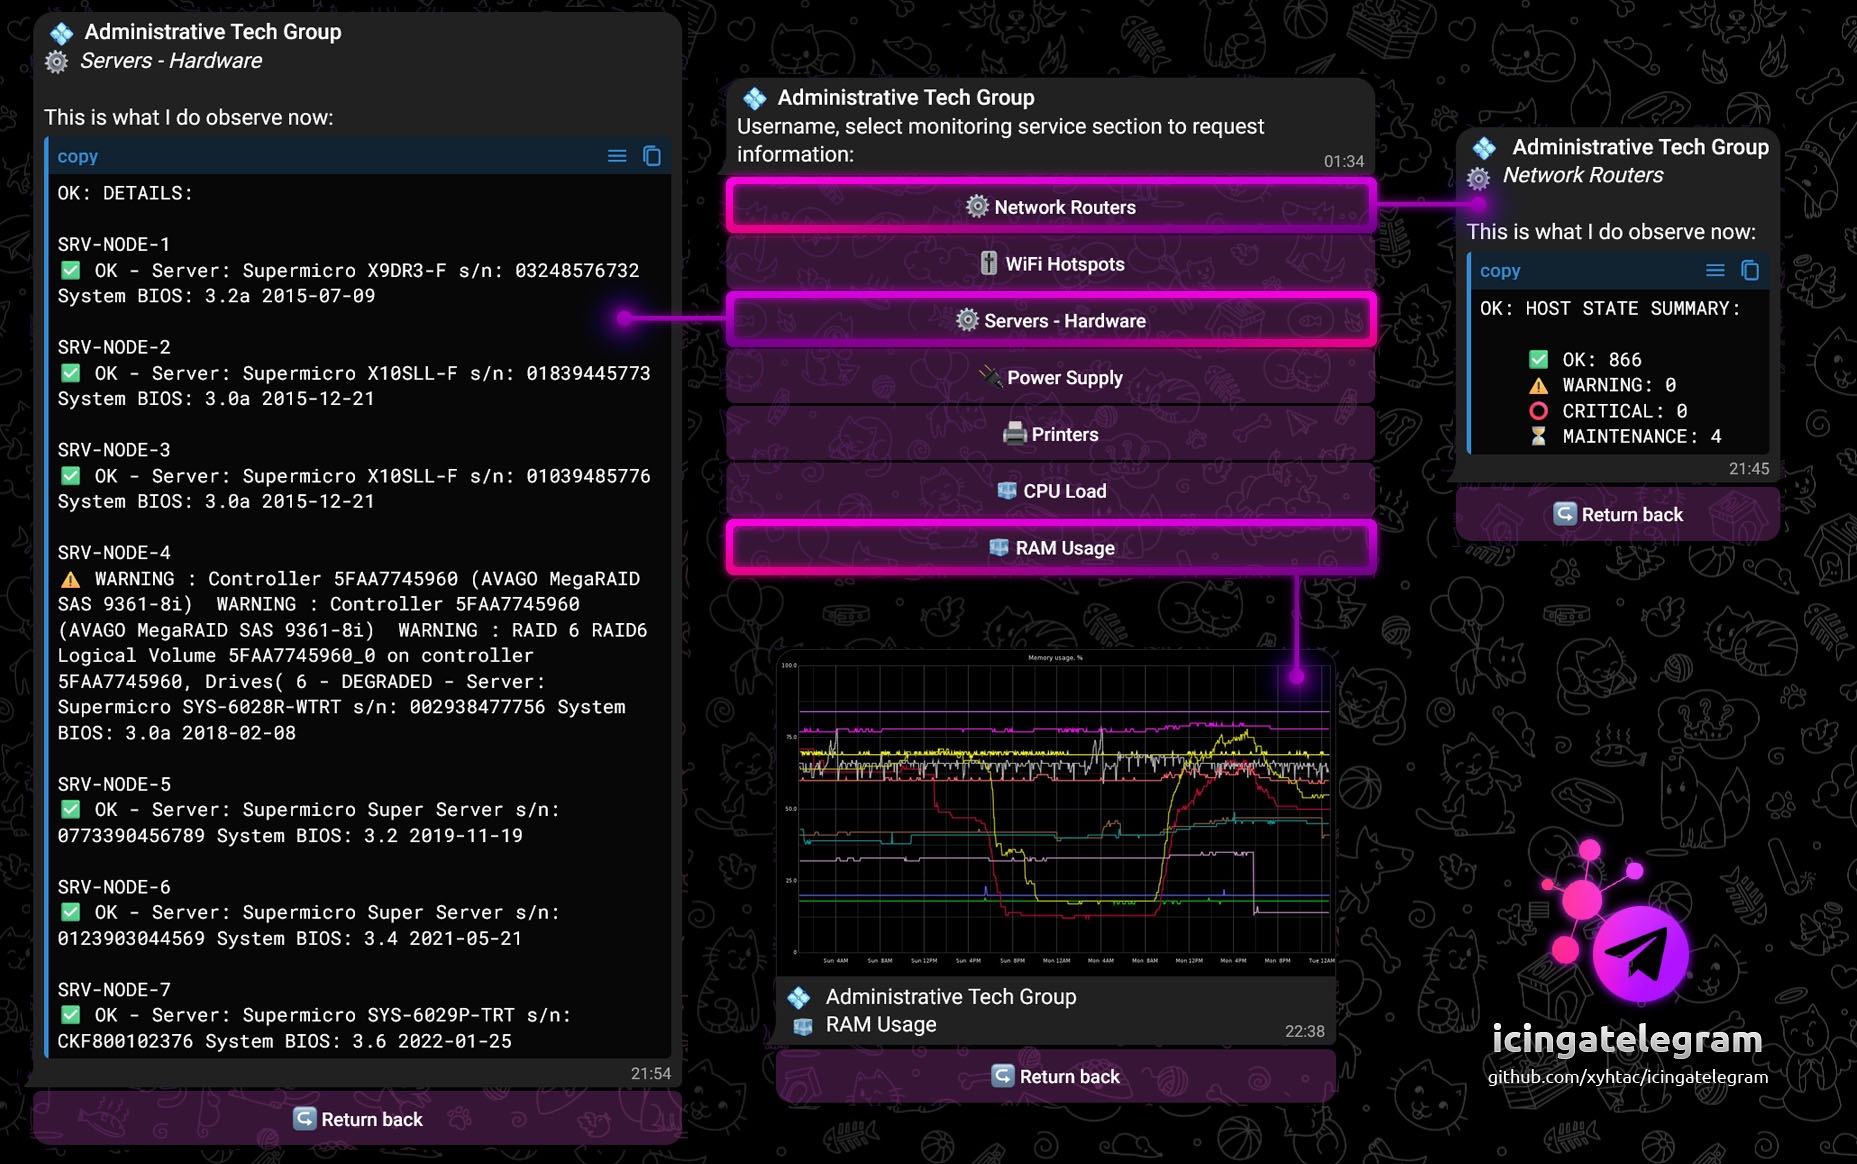 Administrative Tech Group
Servers - Hardware
This is what I do observe now:
copy
OK: DETAILS:
SRV-NODE-1
✅ OK - Server: Supermicro X9DR3-F s/n: 03248576732
System BIOS: 3.2a 2015-07-09
SRV-NODE-2
✅ OK - Server: Supermicro X10SLL-F s/n: 01839445773
System BIOS: 3.0a 2015-12-21
SRV-NODE-3
✅ OK - Server: Supermicro X10SLL-F s/n: 01039485776
System BIOS: 3.0a 2015-12-21
SRV-NODE-4
⚠️ WARNING : Controller 5FAA7745960 (AVAGO MegaRAID
SAS 9361-8i)  WARNING : Controller 5FAA7745960
(AVAGO MegaRAID SAS 9361-8i)  WARNING : RAID 6 RAID6
Logical Volume 5FAA7745960_0 on controller
5FAA7745960, Drives( 6 - DEGRADED - Server:
Supermicro SYS-6028R-WTRT s/n: 002938477756 System
BIOS: 3.0a 2018-02-08
SRV-NODE-5
✅ OK - Server: Supermicro Super Server s/n:
0773390456789 System BIOS: 3.2 2019-11-19
SRV-NODE-6
✅ OK - Server: Supermicro Super Server s/n:
0123903044569 System BIOS: 3.4 2021-05-21
SRV-NODE-7
✅ OK - Server: Supermicro SYS-6029P-TRT s/n:
CKF800102376 System BIOS: 3.6 2022-01-25
21:54
Return back
Administrative Tech Group
Username, select monitoring service section to request
information:
01:34
Network Routers
WiFi Hotspots
Servers - Hardware
Power Supply
Printers
CPU Load
RAM Usage
Memory usage, %
100.0
75.0
50.0
25.0
0
Sun 4AM Sun 8AM Sun 12PM Sun 4PM Sun 8PM Mon 12AM Mon 4AM Mon 8AM Mon 12PM Mon 4PM Mon 8PM Tue 12AM
Administrative Tech Group
RAM Usage
22:38
Return back
Administrative Tech Group
Network Routers
This is what I do observe now:
copy
OK: HOST STATE SUMMARY:
✅ OK: 866
⚠️ WARNING: 0
⭕ CRITICAL: 0
⏳ MAINTENANCE: 4
21:45
Return back
icingatelegram
github.com/xyhtac/icingatelegram